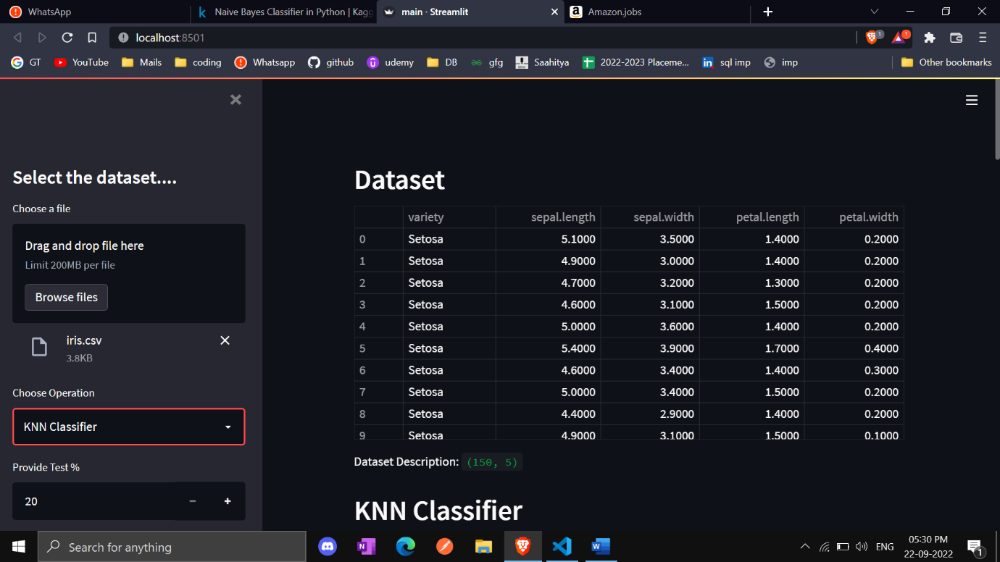 WhatsApp
Naive Bayes Classifier in Python | Kagg
main · Streamlit
Amazon.jobs
localhost:8501
1
1
GT
YouTube
Mails
coding
Whatsapp
github
udemy
DB
gfg
Saahitya
2022-2023 Placeme...
sql imp
imp
Other bookmarks
Select the dataset....
Choose a file
Drag and drop file here
Limit 200MB per file
Browse files
iris.csv
3.8KB
Choose Operation
KNN Classifier
Provide Test %
20
Dataset
variety sepal.length sepal.width petal.length petal.width
0 Setosa 5.1000 3.5000 1.4000 0.2000
1 Setosa 4.9000 3.0000 1.4000 0.2000
2 Setosa 4.7000 3.2000 1.3000 0.2000
3 Setosa 4.6000 3.1000 1.5000 0.2000
4 Setosa 5.0000 3.6000 1.4000 0.2000
5 Setosa 5.4000 3.9000 1.7000 0.4000
6 Setosa 4.6000 3.4000 1.4000 0.3000
7 Setosa 5.0000 3.4000 1.5000 0.2000
8 Setosa 4.4000 2.9000 1.4000 0.2000
9 Setosa 4.9000 3.1000 1.5000 0.1000
Dataset Description: (150, 5)
KNN Classifier
Search for anything
ENG
05:30 PM
22-09-2022
1